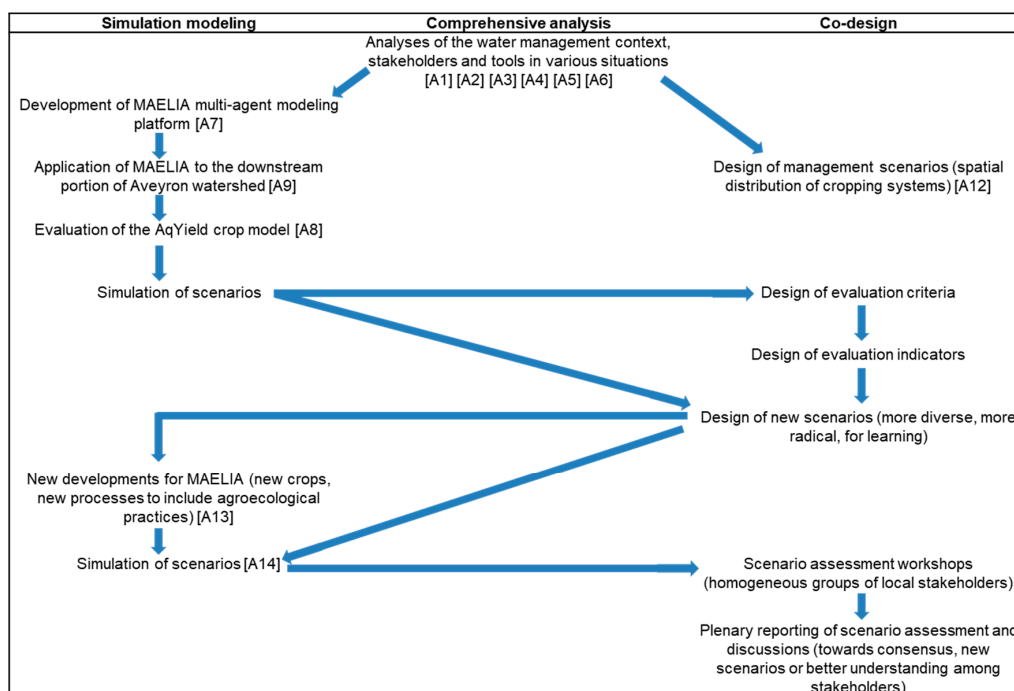 Simulation modeling
Comprehensive analysis
Co-design
Analyses of the water management context,
stakeholders and tools in various situations
[A1] [A2] [A3] [A4] [A5] [A6]
Development of MAELIA multi-agent modeling
platform [A7]
Application of MAELIA to the downstream
portion of Aveyron watershed [A9]
Design of management scenarios (spatial
distribution of cropping systems) [A12]
Evaluation of the AqYield crop model [A8]
Simulation of scenarios
Design of evaluation criteria
Design of evaluation indicators
Design of new scenarios (more diverse, more
radical, for learning)
New developments for MAELIA (new crops,
new processes to include agroecological
practices) [A13]
Simulation of scenarios [A14]
Scenario assessment workshops
(homogeneous groups of local stakeholders)
Plenary reporting of scenario assessment and
discussions (towards consensus, new
scenarios or better understanding among
stakeholders)